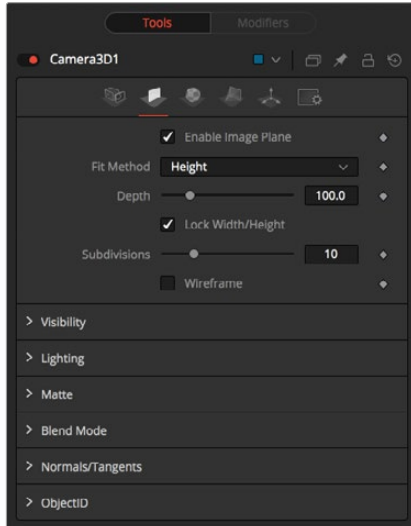 Tools Modifiers
Camera3D1
Enable Image Plane
Fit Method Height
Depth 100.0
Lock Width/Height
Subdivisions 10
Wireframe
> Visibility
> Lighting
> Matte
> Blend Mode
> Normals/Tangents
> ObjectID